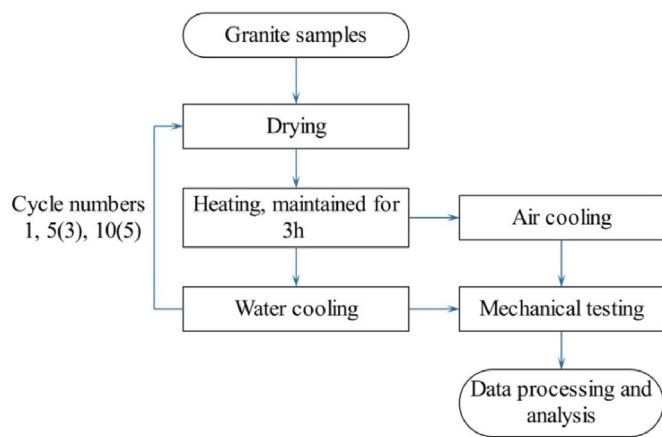 Granite samples
Drying
Cycle numbers
1, 5(3), 10(5)
Heating, maintained for
3h
Air cooling
Water cooling
Mechanical testing
Data processing and
analysis